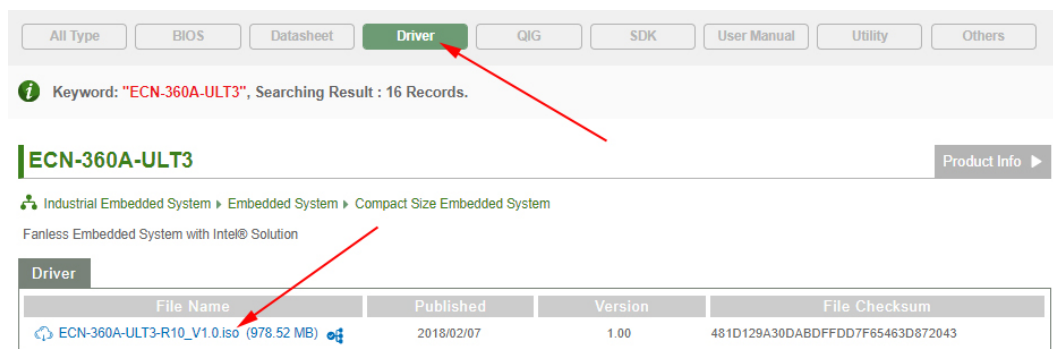 All Type BIOS Datasheet Driver QIG SDK User Manual Utility Others
Keyword: "ECN-360A-ULT3", Searching Result : 16 Records.
ECN-360A-ULT3 Product Info
Industrial Embedded System Embedded System Compact Size Embedded System
Fanless Embedded System with Intel® Solution
Driver
File Name Published Version File Checksum
ECN-360A-ULT3-R10_V1.0.iso (978.52 MB) 2018/02/07 1.00 481D129A30DABDFFDD7F65463D872043